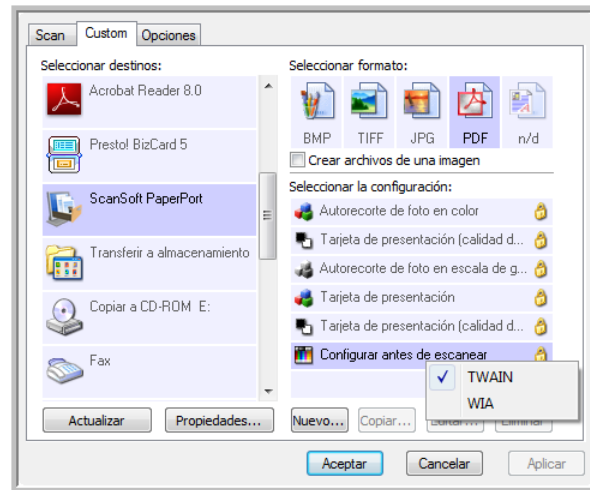 Scan Custom Opciones
Seleccionar destinos:
Acrobat Reader 8.0
Presto! BizCard 5
ScanSoft PaperPort
Transferir a almacenamiento
Copiar a CD-ROM E:
Fax
Actualizar Propiedades...
Seleccionar formato:
BMP TIFF JPG PDF n/d
Crear archivos de una imagen
Seleccionar la configuración:
Autorecorte de foto en color
Tarjeta de presentación (calidad d...
Autorecorte de foto en escala de g...
Tarjeta de presentación
Tarjeta de presentación (calidad d...
Configurar antes de escanear
TWAIN
WIA
Nuevo... Copiar...
Aceptar Cancelar Aplicar